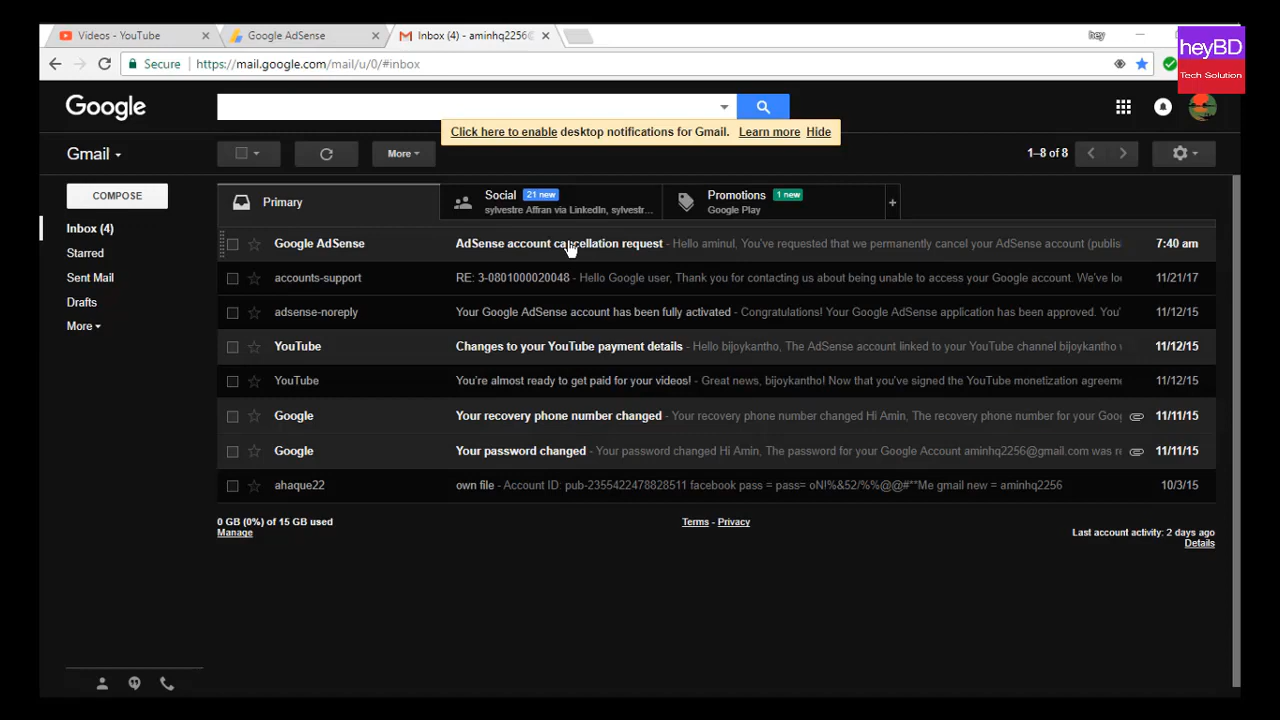 Videos - YouTube
Google AdSense
Inbox (4) - aminhq2256@
hey
heyBD
Tech Solution
Secure
https://mail.google.com/mail/u/0/#inbox
Google
Click here to enable desktop notifications for Gmail. Learn more Hide
Gmail
More
1–8 of 8
COMPOSE
Primary
Social 21 new
sylvestre Affran via LinkedIn, sylvestr...
Promotions 1 new
Google Play
+
Inbox (4)
Starred
Sent Mail
Drafts
More
Google AdSense AdSense account cancellation request - Hello aminul, You've requested that we permanently cancel your AdSense account (publis 7:40 am
accounts-support RE: 3-0801000020048 - Hello Google user, Thank you for contacting us about being unable to access your Google account. We've lo 11/21/17
adsense-noreply Your Google AdSense account has been fully activated - Congratulations! Your Google AdSense application has been approved. You' 11/12/15
YouTube Changes to your YouTube payment details - Hello bijoykantho, The AdSense account linked to your YouTube channel bijoykantho w 11/12/15
YouTube You're almost ready to get paid for your videos! - Great news, bijoykantho! Now that you've signed the YouTube monetization agreeme 11/12/15
Google Your recovery phone number changed - Your recovery phone number changed Hi Amin, The recovery phone number for your Goog 11/11/15
Google Your password changed - Your password changed Hi Amin, The password for your Google Account aminhq2256@gmail.com was re 11/11/15
ahaque22 own file - Account ID: pub-2355422478828511 facebook pass = pass= oN!%&52/%%@@#**Me gmail new = aminhq2256 10/3/15
0 GB (0%) of 15 GB used
Manage
Terms - Privacy
Last account activity: 2 days ago
Details